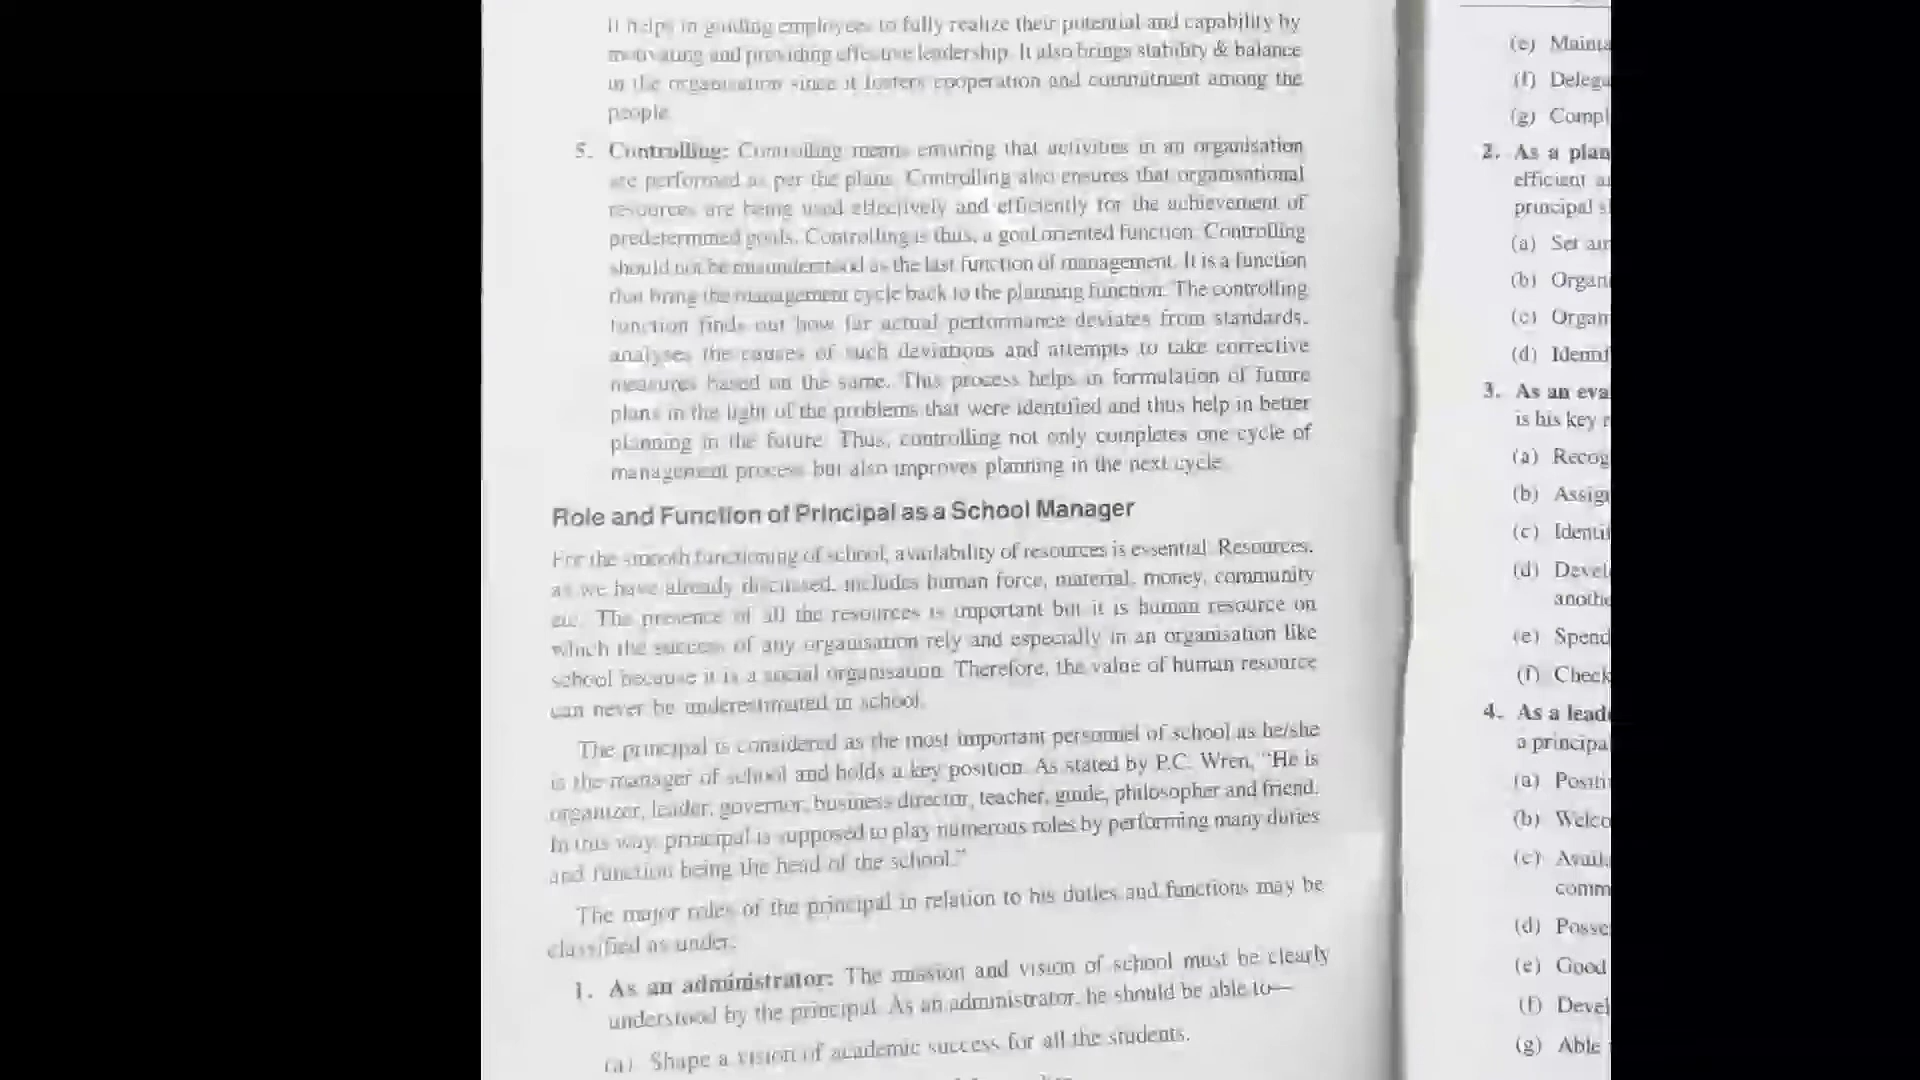 It helps in guiding employees to fully realize their potential and capability by
motivating and providing effective leadership. It also brings stability & balance
in the organisation since it fosters cooperation and commitment among the
people.
5. Controlling: Controlling means ensuring that activities in an organisation
are performed as per the plans. Controlling also ensures that organisational
resources are being used effectively and efficiently for the achievement of
predetermined goals. Controlling is thus, a goal oriented function. Controlling
should not be misunderstood as the last function of management. It is a function
that bring the management cycle back to the planning function. The controlling
function finds out how far actual performance deviates from standards,
analyses the causes of such deviations and attempts to take corrective
measures based on the same. This process helps in formulation of future
plans in the light of the problems that were identified and thus help in better
planning in the future. Thus, controlling not only completes one cycle of
management process but also improves planning in the next cycle.
Role and Function of Principal as a School Manager
For the smooth functioning of school, availability of resources is essential. Resources,
as we have already discussed, includes human force, material, money, community
etc. The presence of all the resources is important but it is human resource on
which the success of any organisation rely and especially in an organisation like
school because it is a social organisation. Therefore, the value of human resource
can never be underestimated in school.
The principal is considered as the most important personnel of school as he/she
is the manager of school and holds a key position. As stated by P.C. Wren, “He is
organizer, leader, governor, business director, teacher, guide, philosopher and friend.
In this way, principal is supposed to play numerous roles by performing many duties
and function being the head of the school.”
The major roles of the principal in relation to his duties and functions may be
classified as under:
1. As an administrator: The mission and vision of school must be clearly
understood by the principal. As an administrator, he should be able to—
(a) Shape a vision of academic success for all the students.
(e) Mainta
(f) Delega
(g) Compl
2. As a plan
efficient a
principal s
(a) Set aim
(b) Organi
(c) Organ
(d) Identif
3. As an eva
is his key r
(a) Recog
(b) Assign
(c) Identif
(d) Devel
anothe
(e) Spend
(f) Check
4. As a lead
a principa
(a) Positi
(b) Welco
(c) Availa
comm
(d) Posse
(e) Good
(f) Devel
(g) Able